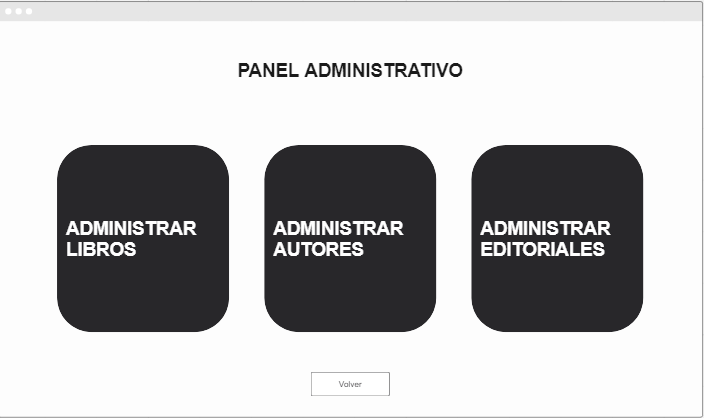 PANEL ADMINISTRATIVO
ADMINISTRAR
LIBROS
ADMINISTRAR
AUTORES
ADMINISTRAR
EDITORIALES
Volver